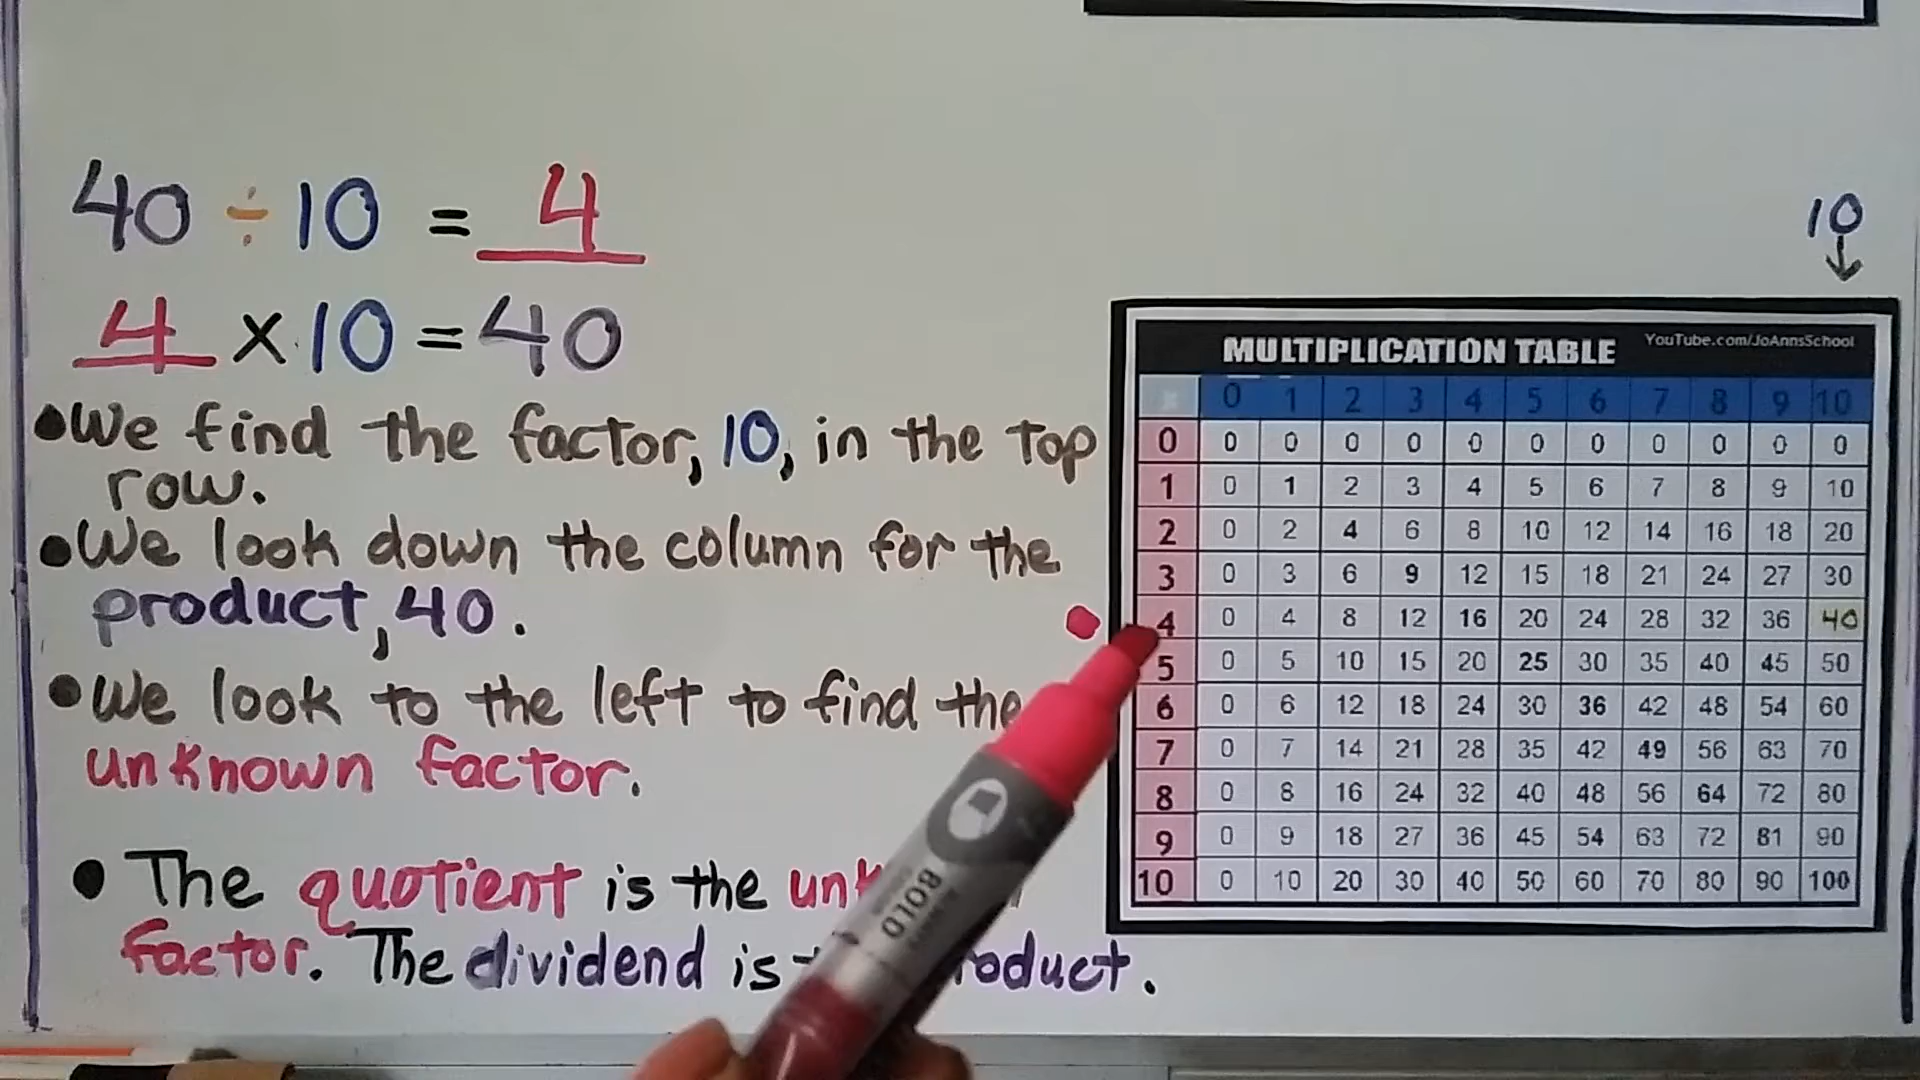 40 ÷ 10 = 4
4 x 10 = 40
• We find the factor, 10, in the top
row.
• We look down the column for the
product, 40.
• We look to the left to find the
unknown factor.
• The quotient is the
factor. The dividend is
10
MULTIPLICATION TABLE YouTube.com/JoAnnsSchool
0 1 2 3 4 5 6 7 8 9 10
0 0 0 0 0 0 0 0 0 0 0 0
1 0 1 2 3 4 5 6 7 8 9 10
2 0 2 4 6 8 10 12 14 16 18 20
3 0 3 6 9 12 15 18 21 24 27 30
4 0 4 8 12 16 20 24 28 32 36 40
5 0 5 10 15 20 25 30 35 40 45 50
6 0 6 12 18 24 30 36 42 48 54 60
7 0 7 14 21 28 35 42 49 56 63 70
8 0 8 16 24 32 40 48 56 64 72 80
9 0 9 18 27 36 45 54 63 72 81 90
10 0 10 20 30 40 50 60 70 80 90 100
BOLD